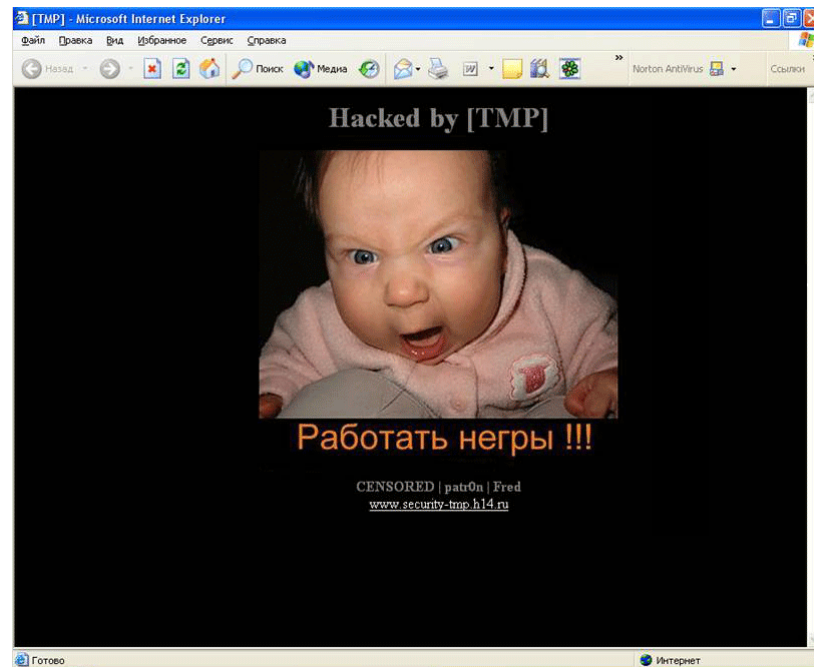 [TMP] - Microsoft Internet Explorer
Файл Правка Вид Избранное Сервис Справка
Назад Поиск Медиа » Norton AntiVirus Ссылки »
Hacked by [TMP]
Работать негры !!!
CENSORED | patr0n | Fred
www.security-tmp.h14.ru
Готово Интернет